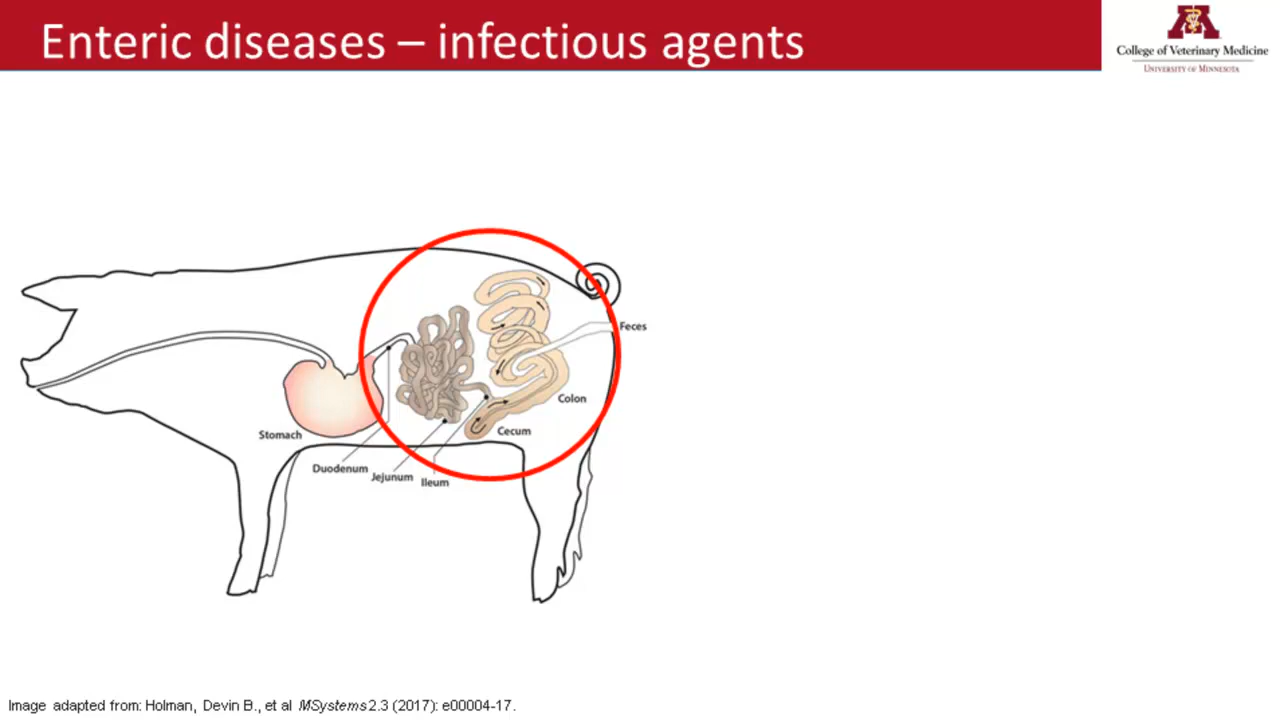 Enteric diseases – infectious agents
College of Veterinary Medicine
UNIVERSITY OF MINNESOTA
Feces
Colon
Cecum
Stomach
Duodenum
Jejunum
Ileum
Image adapted from: Holman, Devin B., et al MSystems 2.3 (2017): e00004-17.